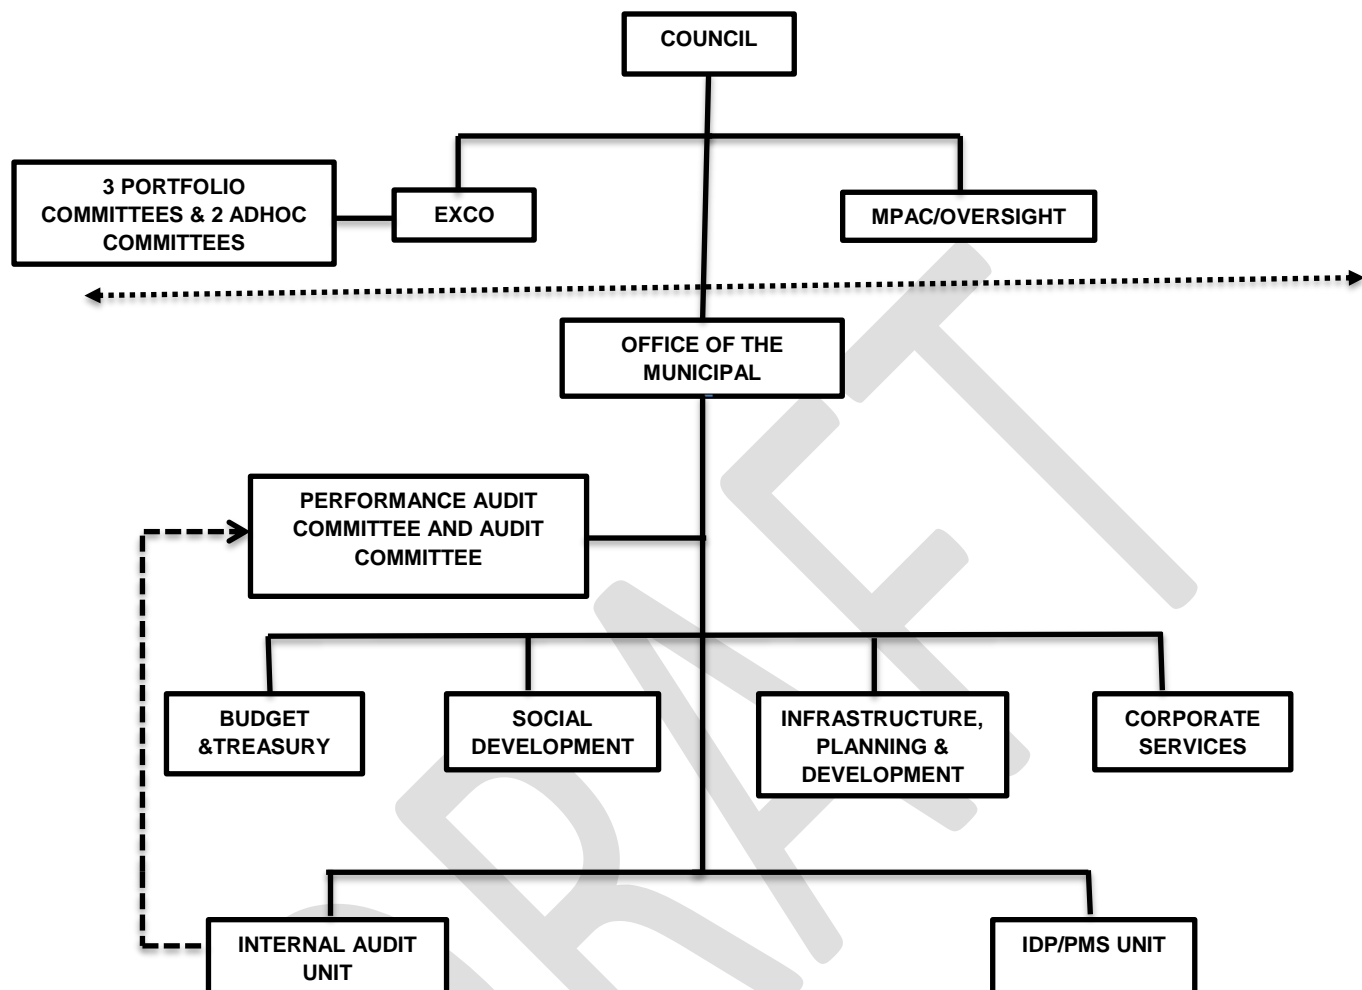 COUNCIL
3 PORTFOLIO
COMMITTEES & 2 ADHOC
COMMITTEES
EXCO
MPAC/OVERSIGHT
OFFICE OF THE
MUNICIPAL
PERFORMANCE AUDIT
COMMITTEE AND AUDIT
COMMITTEE
BUDGET
&TREASURY
SOCIAL
DEVELOPMENT
INFRASTRUCTURE,
PLANNING &
DEVELOPMENT
CORPORATE
SERVICES
INTERNAL AUDIT
UNIT
IDP/PMS UNIT
DRAFT